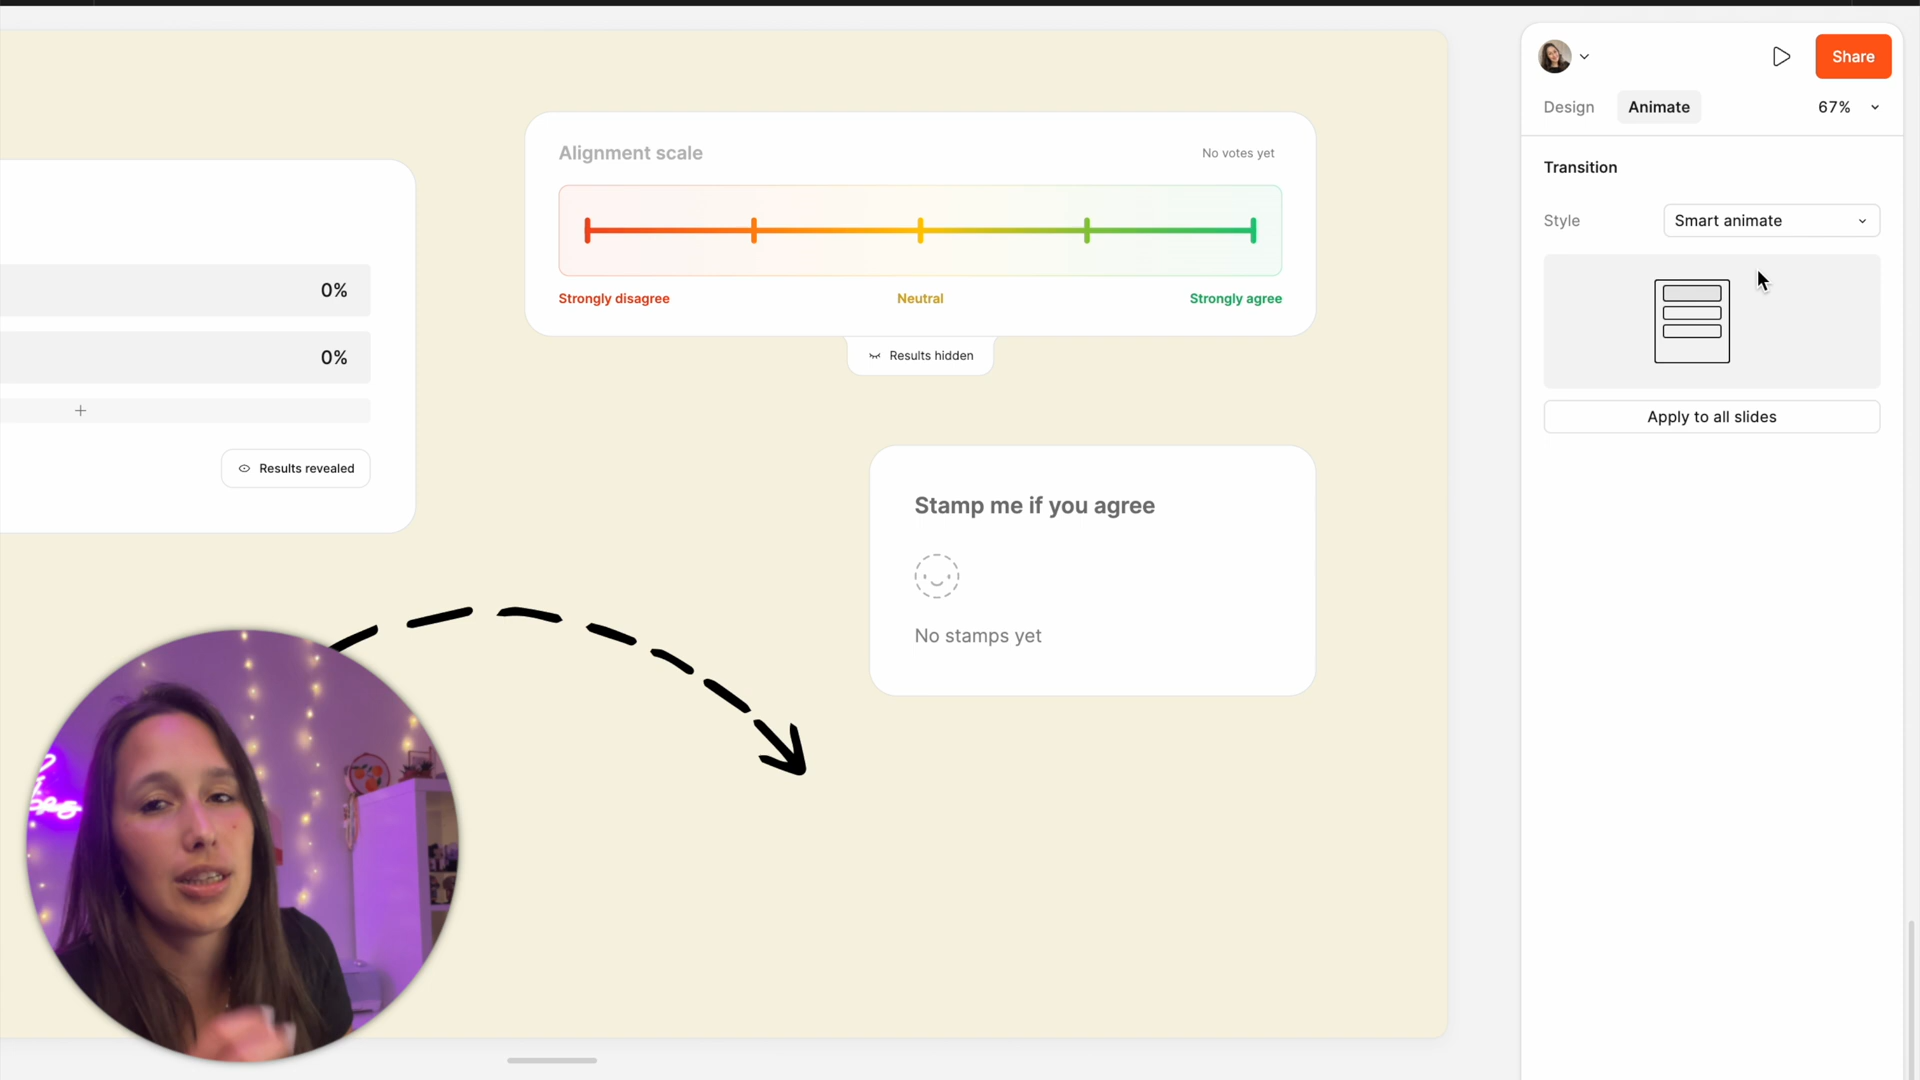 Share
Design
Animate
67%
Transition
Style
Smart animate
Apply to all slides
Alignment scale
No votes yet
Strongly disagree
Neutral
Strongly agree
Results hidden
0%
0%
Results revealed
Stamp me if you agree
No stamps yet